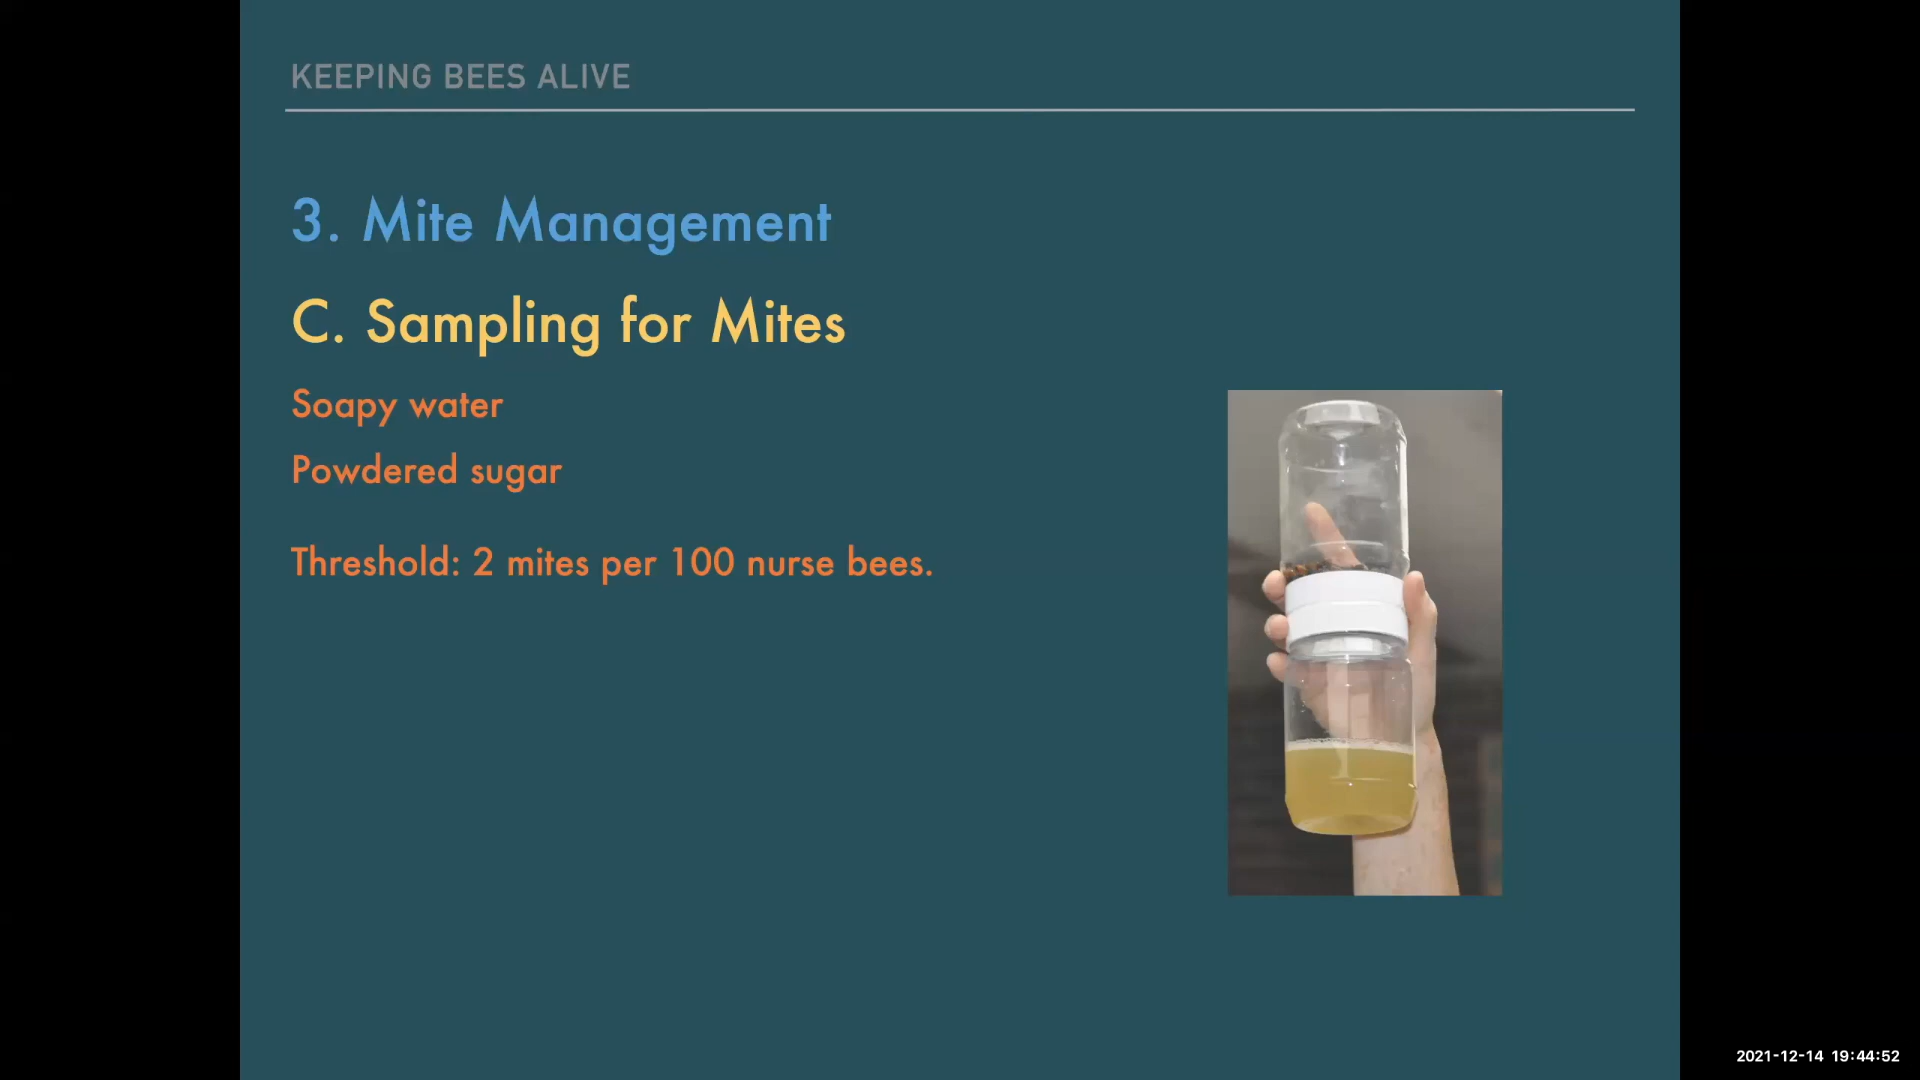 KEEPING BEES ALIVE
3. Mite Management
C. Sampling for Mites
Soapy water
Powdered sugar
Threshold: 2 mites per 100 nurse bees.
2021-12-14 19:44:52